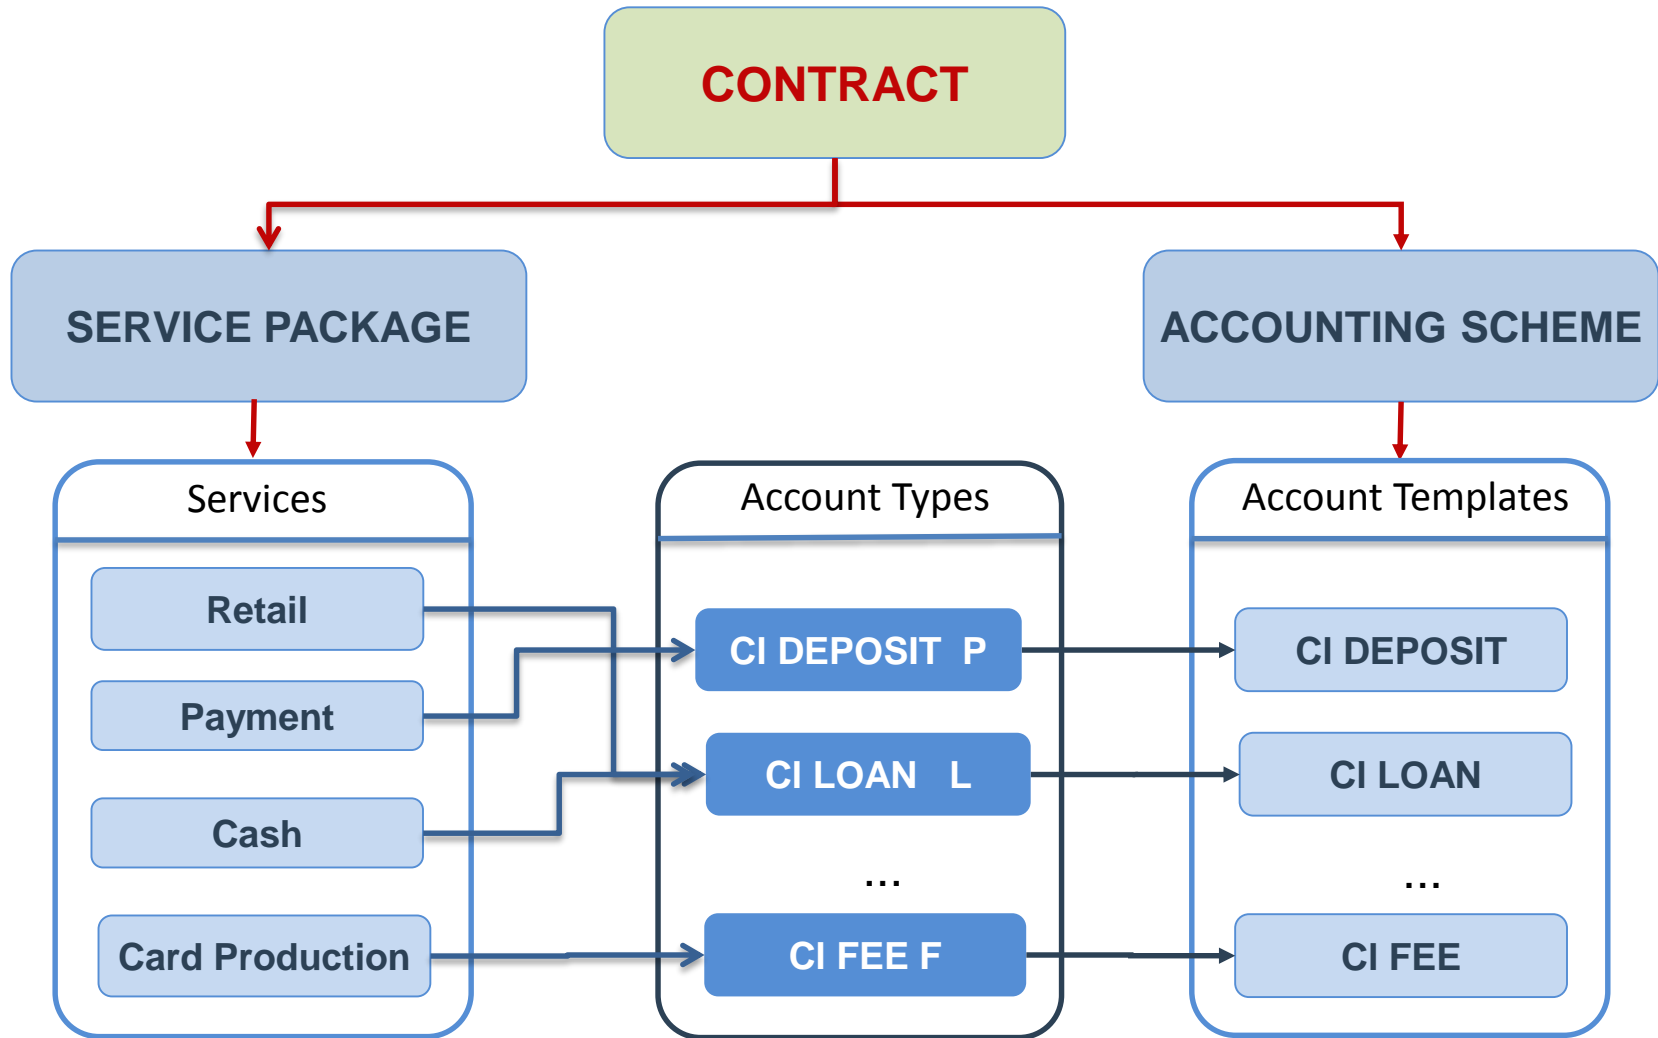 CONTRACT
SERVICE PACKAGE
ACCOUNTING SCHEME
Services
Retail
Payment
Cash
Card Production
Account Types
CI DEPOSIT  P
CI LOAN   L
...
CI FEE F
Account Templates
CI DEPOSIT
CI LOAN
...
CI FEE